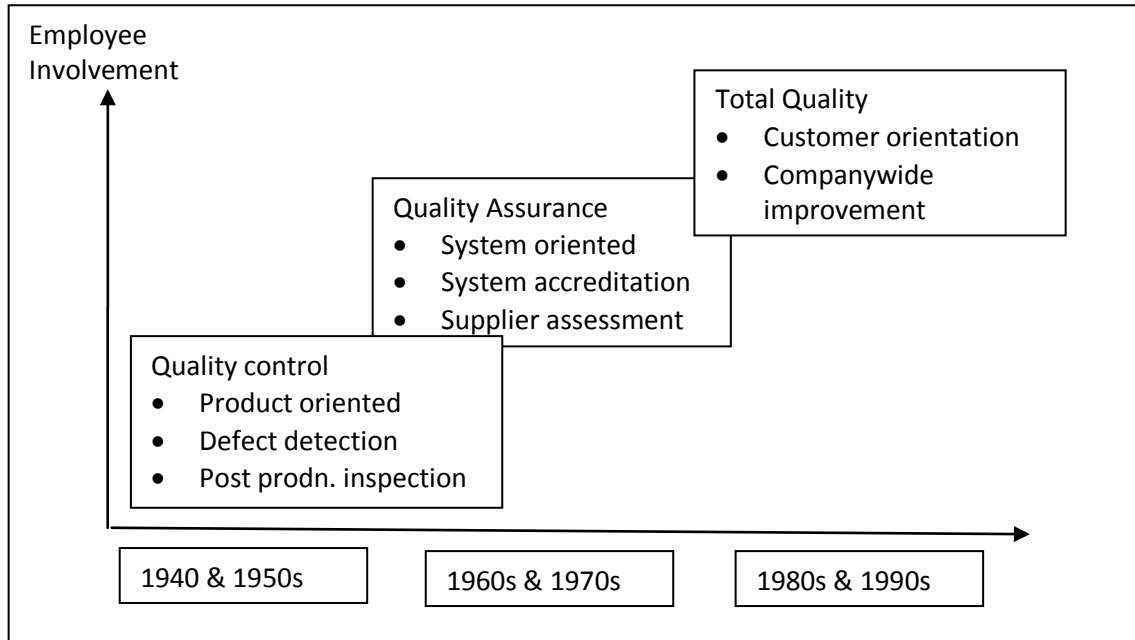 Employee
Involvement
Total Quality
• Customer orientation
• Companywide
improvement
Quality Assurance
• System oriented
• System accreditation
• Supplier assessment
Quality control
• Product oriented
• Defect detection
• Post prodn. inspection
1940 & 1950s
1960s & 1970s
1980s & 1990s